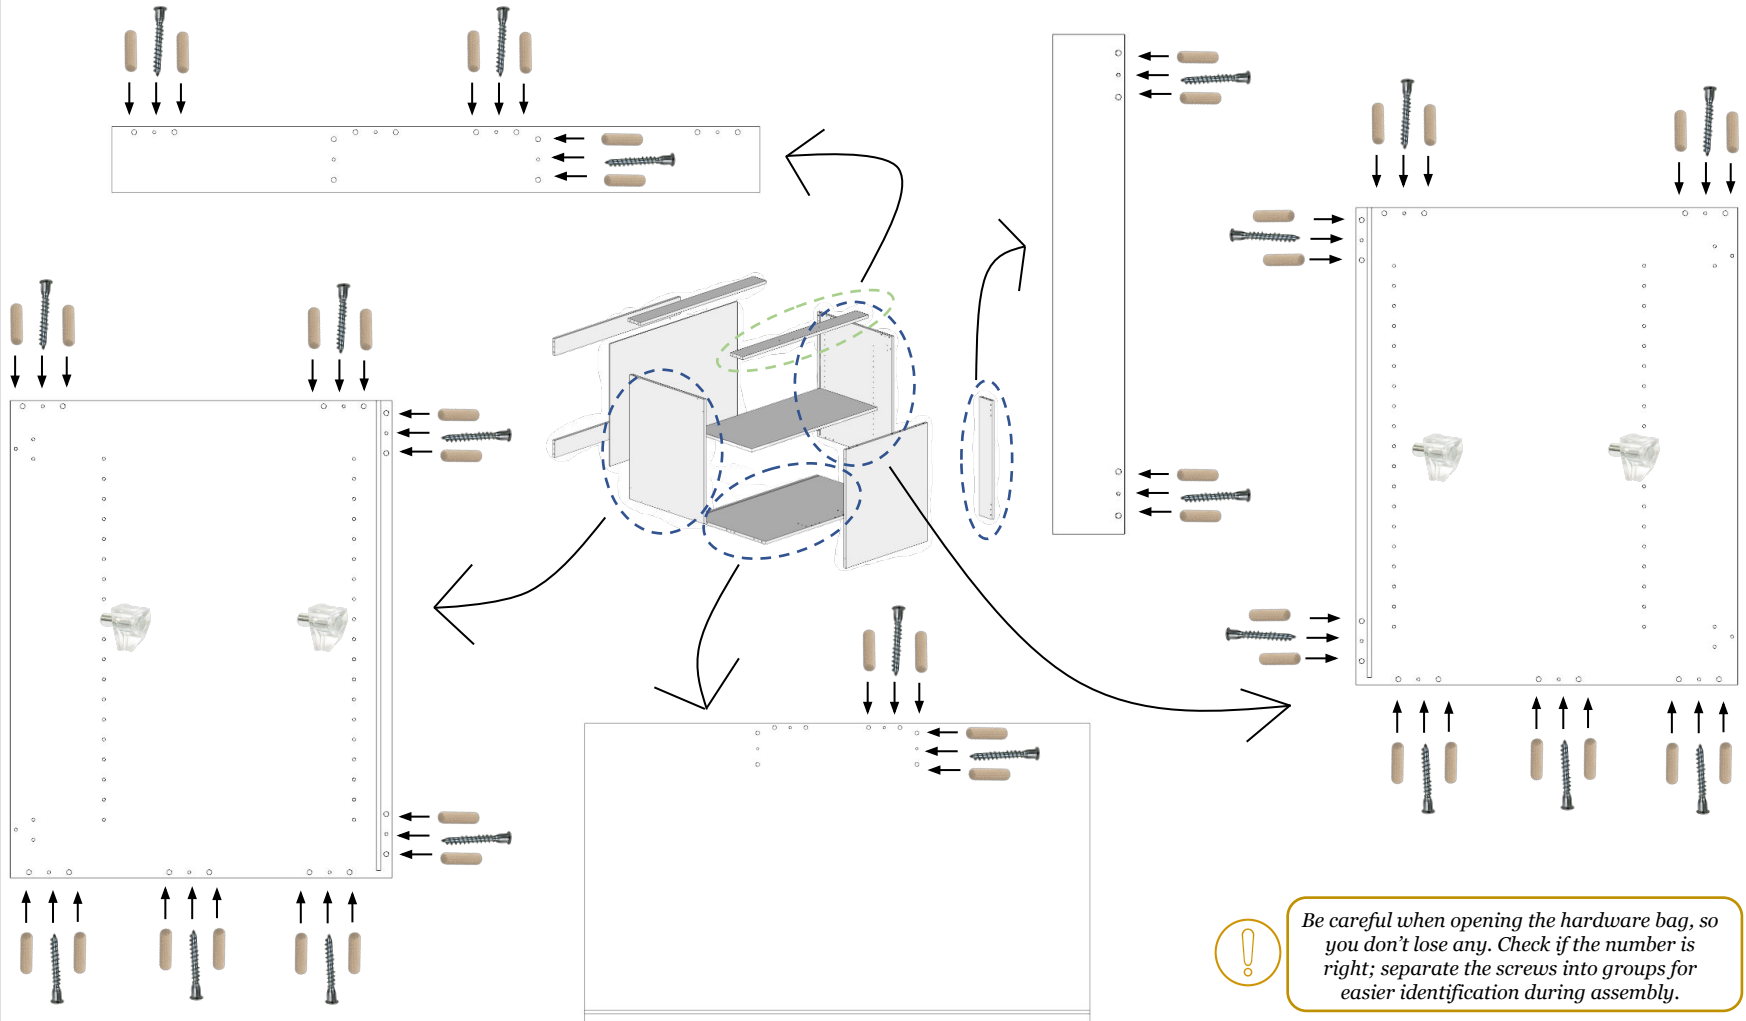 Be careful when opening the hardware bag, so
you don't lose any. Check if the number is
right; separate the screws into groups for
easier identification during assembly.